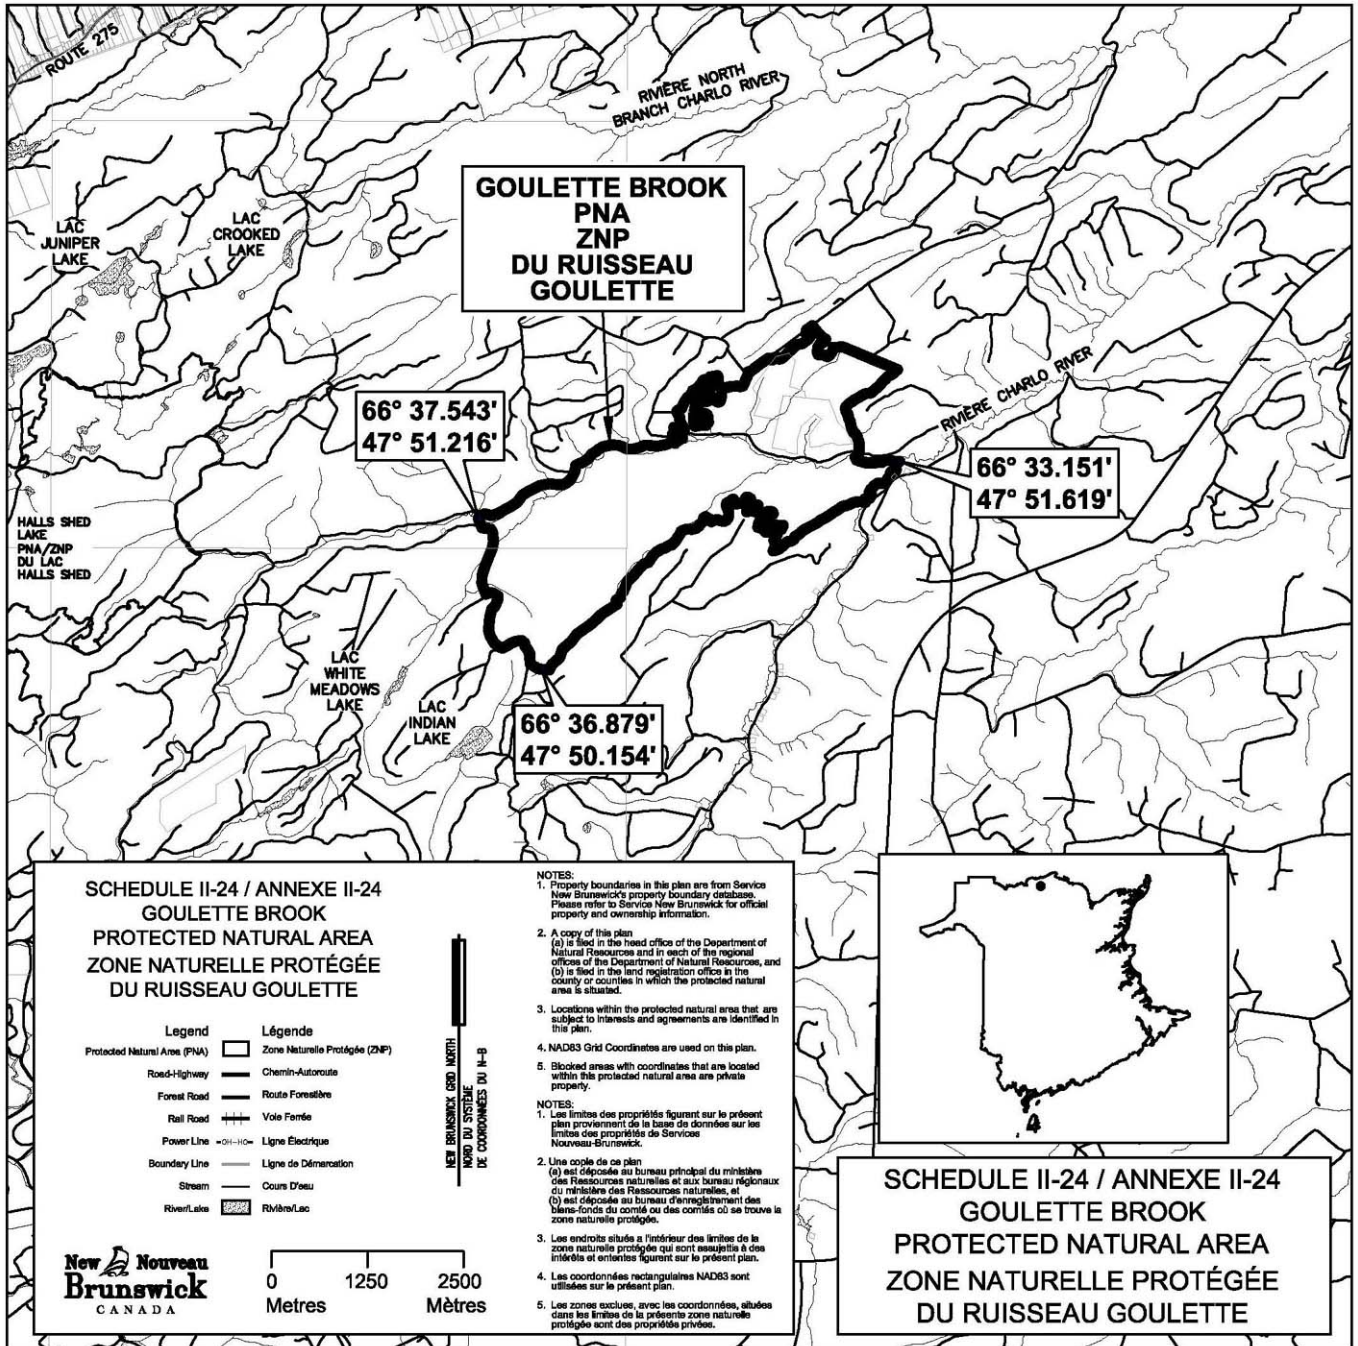 ROUTE 275
RIVIÈRE NORTH
BRANCH CHARLO RIVER
GOULETTE BROOK
PNA
ZNP
DU RUISSEAU
GOULETTE
LAC
JUNIPER
LAKE
LAC
CROOKED
LAKE
RIVIÈRE CHARLO RIVER
66° 37.543'
47° 51.216'
66° 33.151'
47° 51.619'
HALLS SHED
LAKE
PNA/ZNP
DU LAC
HALLS SHED
LAC
WHITE
MEADOWS
LAKE
LAC
INDIAN
LAKE
66° 36.879'
47° 50.154'
SCHEDULE II-24 / ANNEXE II-24
GOULETTE BROOK
PROTECTED NATURAL AREA
ZONE NATURELLE PROTÉGÉE
DU RUISSEAU GOULETTE
Legend Légende
Protected Natural Area (PNA) Zone Naturelle Protégée (ZNP)
Road-Highway Chemin-Autoroute
Forest Road Route Forestière
Rail Road Voie Ferrée
Power Line -OH-HO- Ligne Électrique
Boundary Line Ligne de Démarcation
Stream Cours D'eau
River/Lake Rivière/Lac
NEW BRUNSWICK GRID NORTH
NORD DU SYSTÈME
DE COORDONNÉES DU N-B
New Nouveau
Brunswick
CANADA
0 1250 2500
Metres Mètres
NOTES:
1. Property boundaries in this plan are from Service
New Brunswick's property boundary database.
Please refer to Service New Brunswick for official
property and ownership information.
2. A copy of this plan
(a) is filed in the head office of the Department of
Natural Resources and in each of the regional
offices of the Department of Natural Resources, and
(b) is filed in the land registration office in the
county or counties in which the protected natural
area is situated.
3. Locations within the protected natural area that are
subject to interests and agreements are identified in
this plan.
4. NAD83 Grid Coordinates are used on this plan.
5. Blocked areas with coordinates that are located
within this protected natural area are private
property.
NOTES:
1. Les limites des propriétés figurant sur le présent
plan proviennent de la base de données sur les
limites des propriétés de Services
Nouveau-Brunswick.
2. Une copie de ce plan
(a) est déposée au bureau principal du ministère
des Ressources naturelles et aux bureau régionaux
du ministère des Ressources naturelles, et
(b) est déposée au bureau d'enregistrement des
biens-fonds du comté ou des comtés où se trouve la
zone naturelle protégée.
3. Les endroits situés a l'intérieur des limites de la
zone naturelle protégée qui sont assujettis à des
intérêts et ententes figurent sur le présent plan.
4. Les coordonnées rectangulaires NAD83 sont
utilisées sur le présent plan.
5. Les zones exclues, avec les coordonnées, situées
dans les limites de la présente zone naturelle
protégée sont des propriétés privées.
SCHEDULE II-24 / ANNEXE II-24
GOULETTE BROOK
PROTECTED NATURAL AREA
ZONE NATURELLE PROTÉGÉE
DU RUISSEAU GOULETTE